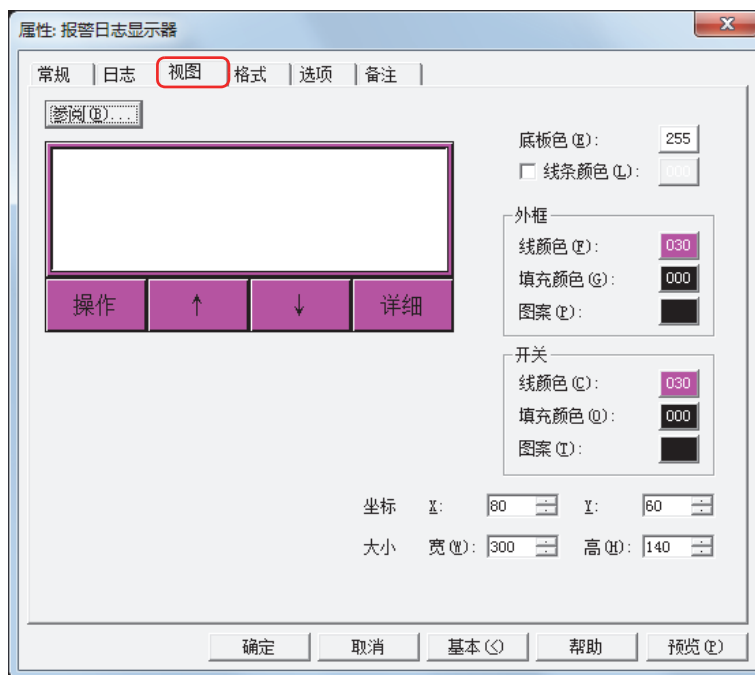 属性: 报警日志显示器
常规 日志 视图 格式 选项 备注
参阅(B)...
操作 ↑ ↓ 详细
底板色(E): 255
线条颜色(L): 000
外框
线颜色(F): 030
填充颜色(G): 000
图案(P):
开关
线颜色(C): 030
填充颜色(O): 000
图案(T):
坐标 X: 80 Y: 60
大小 宽(W): 300 高(H): 140
确定 取消 基本(<) 帮助 预览(P)